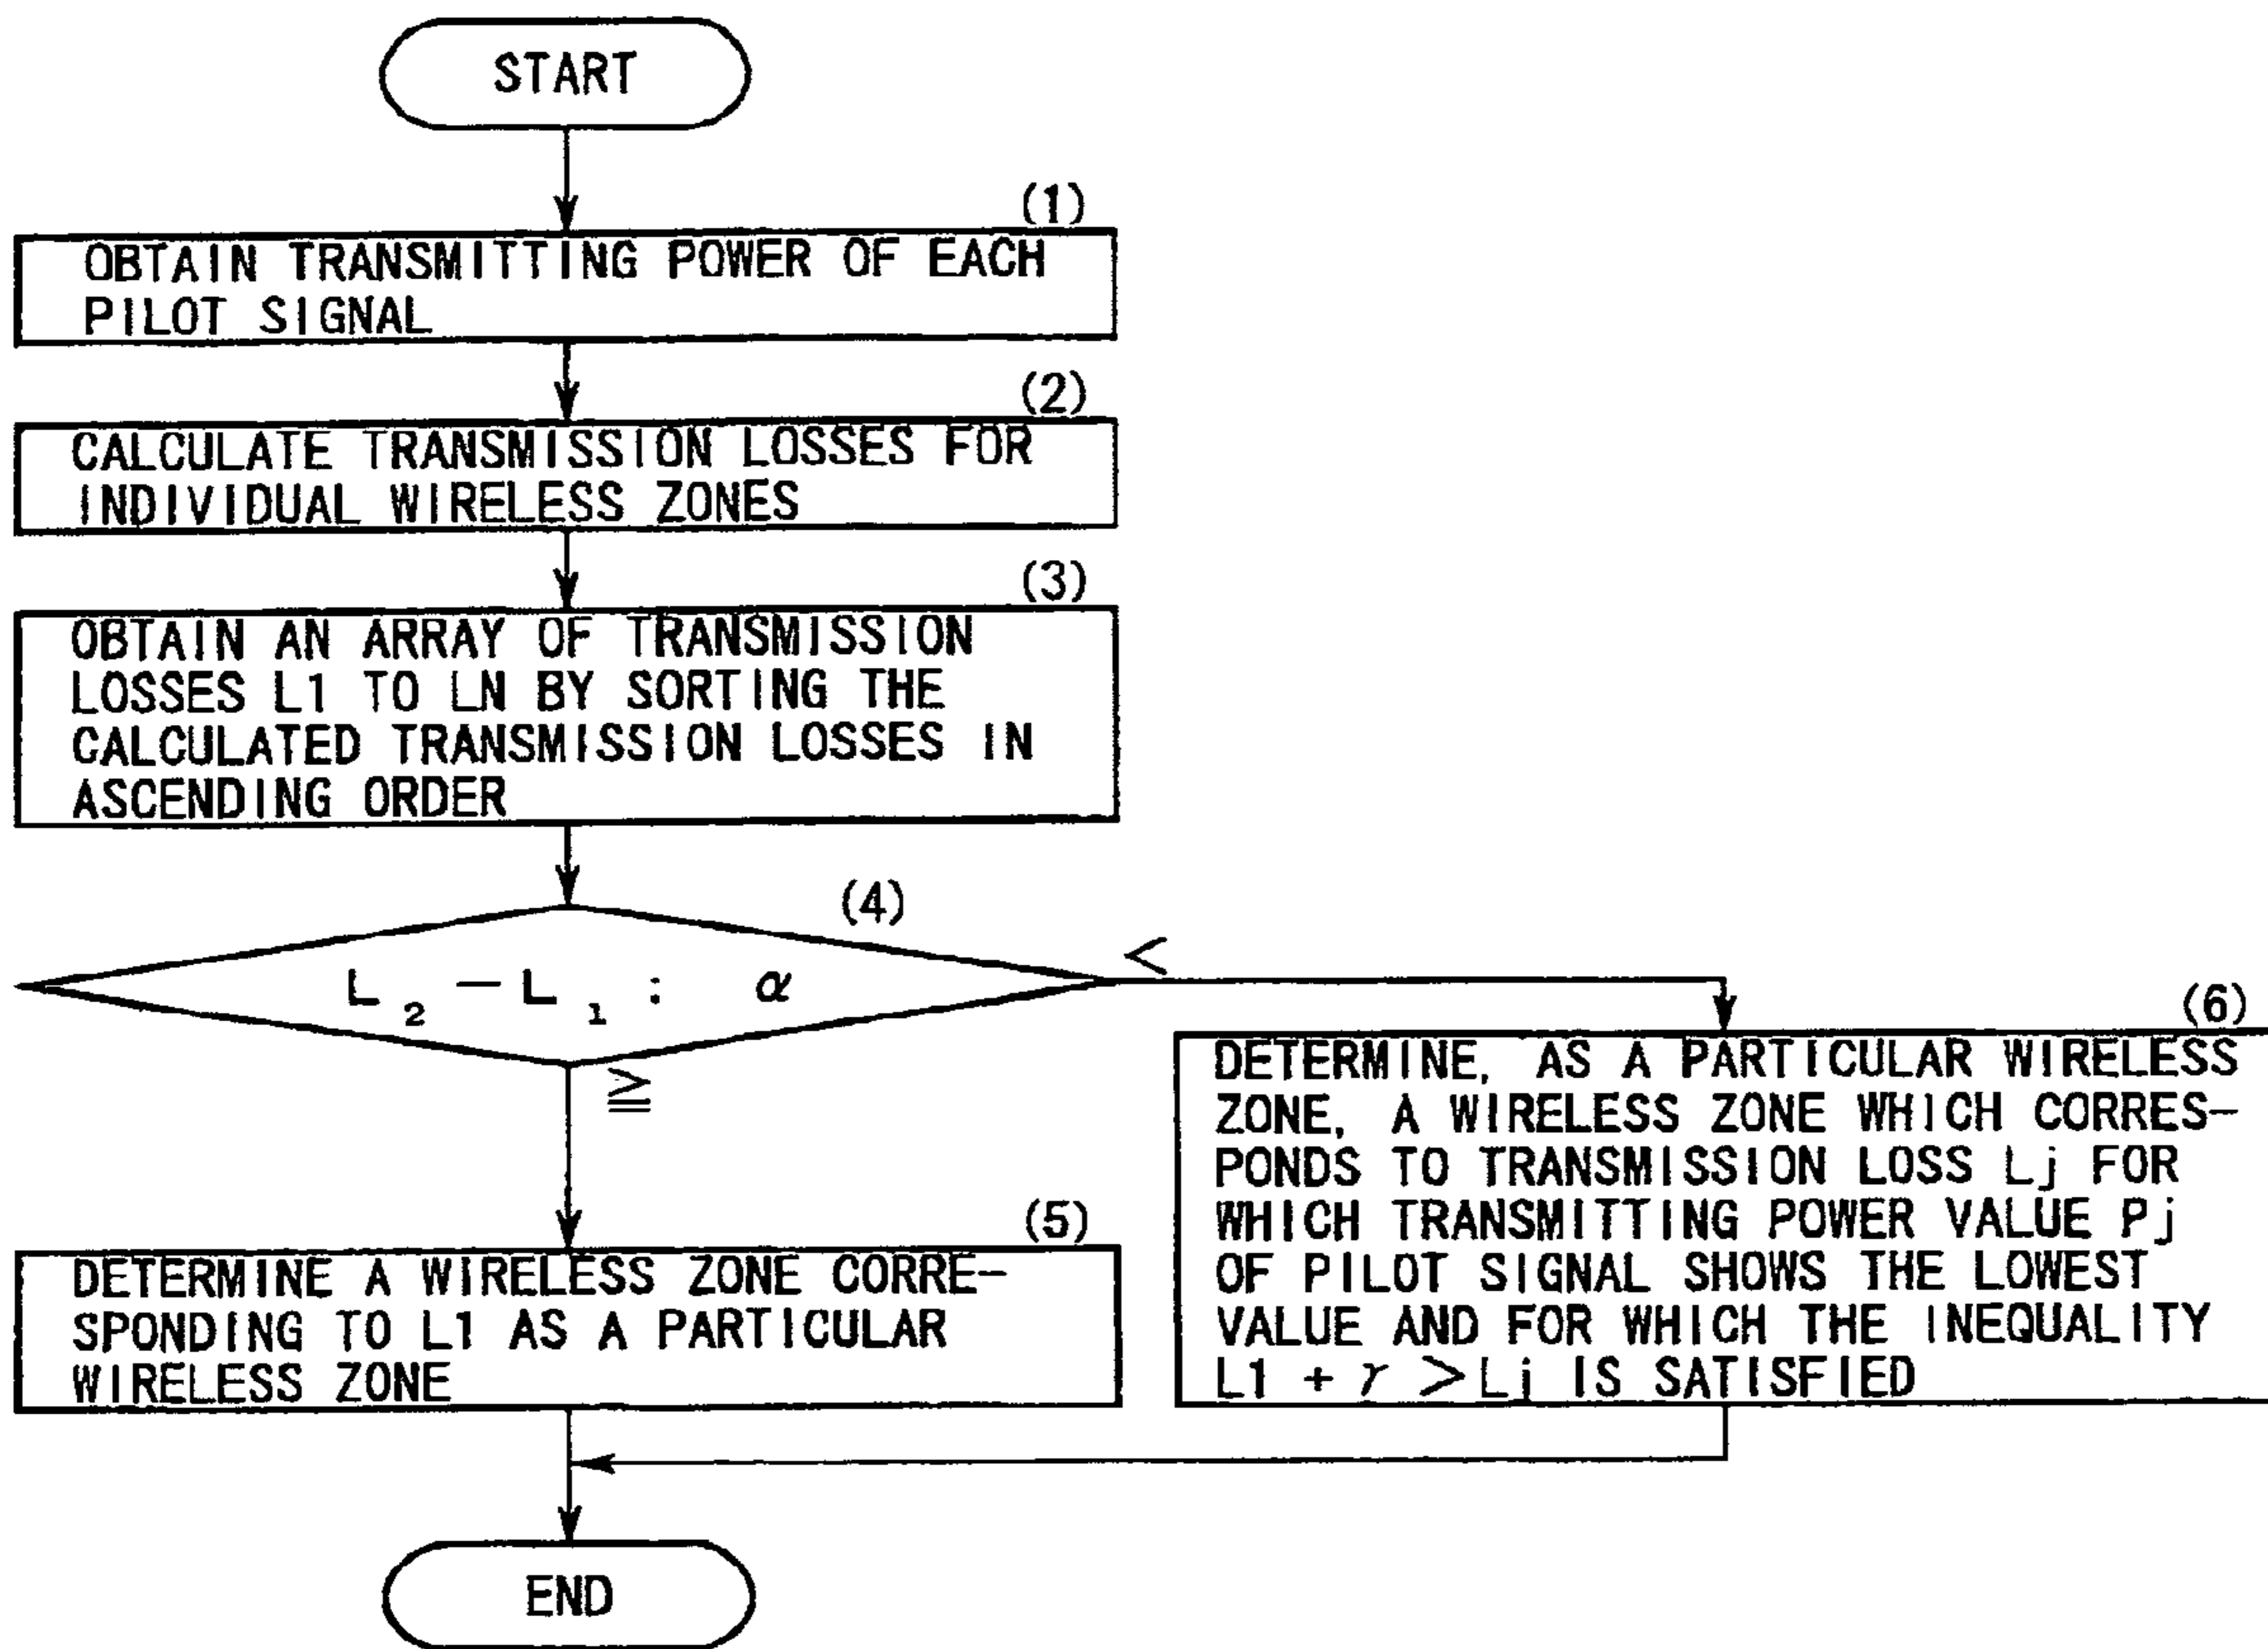 START
(1)
OBTAIN TRANSMITTING POWER OF EACH
PILOT SIGNAL
(2)
CALCULATE TRANSMISSION LOSSES FOR
INDIVIDUAL WIRELESS ZONES
(3)
OBTAIN AN ARRAY OF TRANSMISSION
LOSSES L1 TO LN BY SORTING THE
CALCULATED TRANSMISSION LOSSES IN
ASCENDING ORDER
(4)
L₂ − L₁ : α
<
≧
(5)
DETERMINE A WIRELESS ZONE CORRE-
SPONDING TO L1 AS A PARTICULAR
WIRELESS ZONE
(6)
DETERMINE, AS A PARTICULAR WIRELESS
ZONE, A WIRELESS ZONE WHICH CORRES-
PONDS TO TRANSMISSION LOSS Lj FOR
WHICH TRANSMITTING POWER VALUE Pj
OF PILOT SIGNAL SHOWS THE LOWEST
VALUE AND FOR WHICH THE INEQUALITY
L1 + γ > Lj IS SATISFIED
END